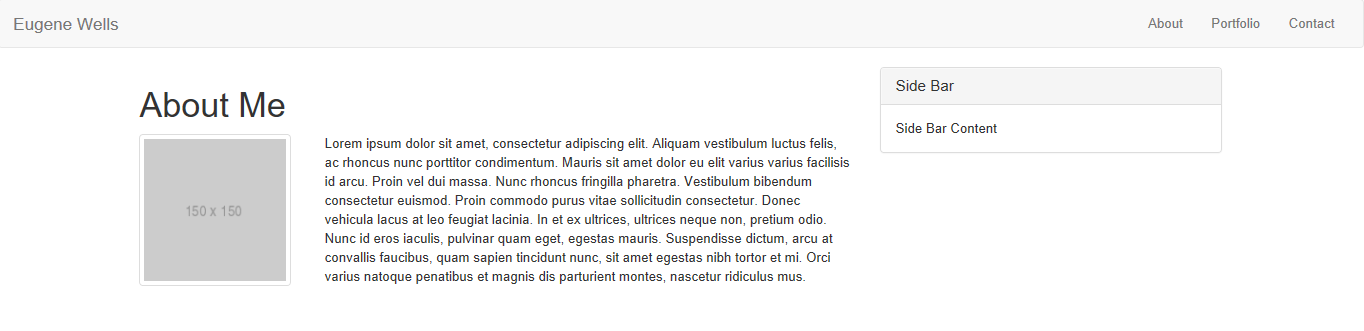 Eugene Wells
About
Portfolio
Contact
About Me
150 x 150
Lorem ipsum dolor sit amet, consectetur adipiscing elit. Aliquam vestibulum luctus felis,
ac rhoncus nunc porttitor condimentum. Mauris sit amet dolor eu elit varius varius facilisis
id arcu. Proin vel dui massa. Nunc rhoncus fringilla pharetra. Vestibulum bibendum
consectetur euismod. Proin commodo purus vitae sollicitudin consectetur. Donec
vehicula lacus at leo feugiat lacinia. In et ex ultrices, ultrices neque non, pretium odio.
Nunc id eros iaculis, pulvinar quam eget, egestas mauris. Suspendisse dictum, arcu at
convallis faucibus, quam sapien tincidunt nunc, sit amet egestas nibh tortor et mi. Orci
varius natoque penatibus et magnis dis parturient montes, nascetur ridiculus mus.
Side Bar
Side Bar Content